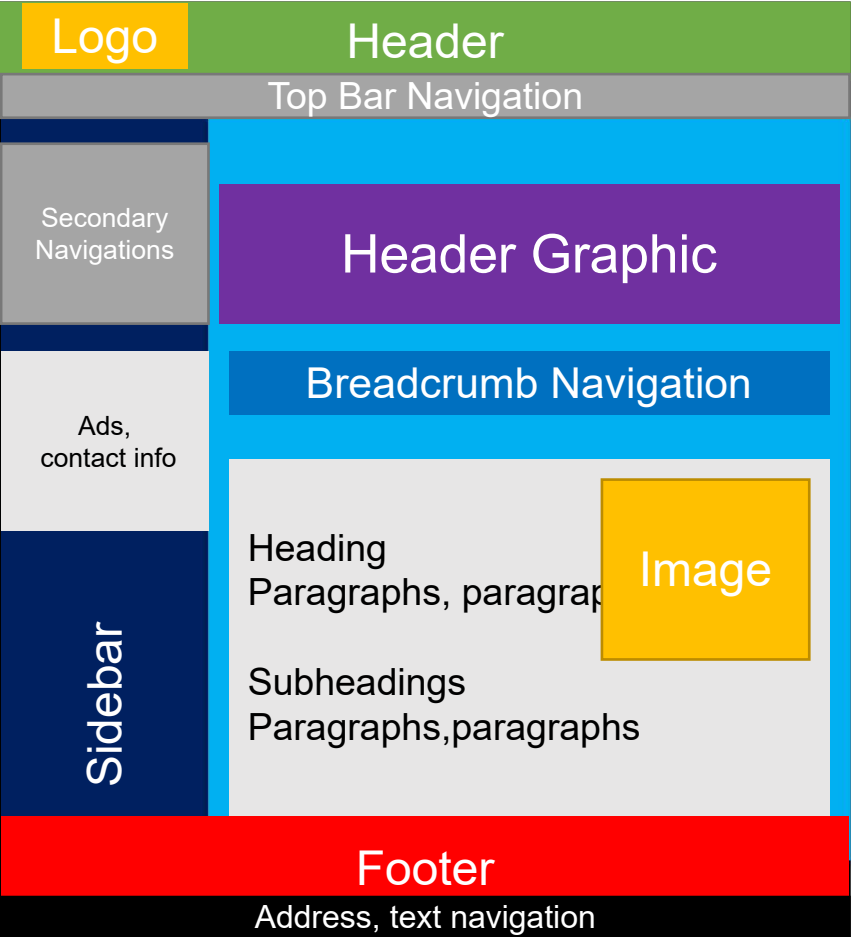 Logo
Header
Top Bar Navigation
Secondary
Navigations
Header Graphic
Breadcrumb Navigation
Ads,
contact info
Heading
Paragraphs,
Image
Subheadings
Paragraphs,paragraphs
Sidebar
Footer
Address, text navigation